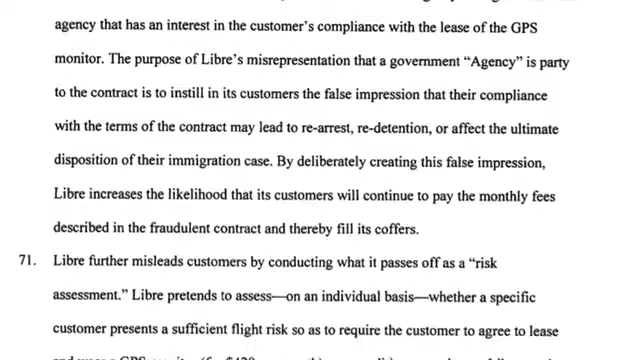 agency that has an interest in the customer's compliance with the lease of the GPS
monitor. The purpose of Libre's misrepresentation that a government “Agency” is party
to the contract is to instill in its customers the false impression that their compliance
with the terms of the contract may lead to re-arrest, re-detention, or affect the ultimate
disposition of their immigration case. By deliberately creating this false impression,
Libre increases the likelihood that its customers will continue to pay the monthly fees
described in the fraudulent contract and thereby fill its coffers.
71. Libre further misleads customers by conducting what it passes off as a “risk
assessment.” Libre pretends to assess—on an individual basis—whether a specific
customer presents a sufficient flight risk so as to require the customer to agree to lease